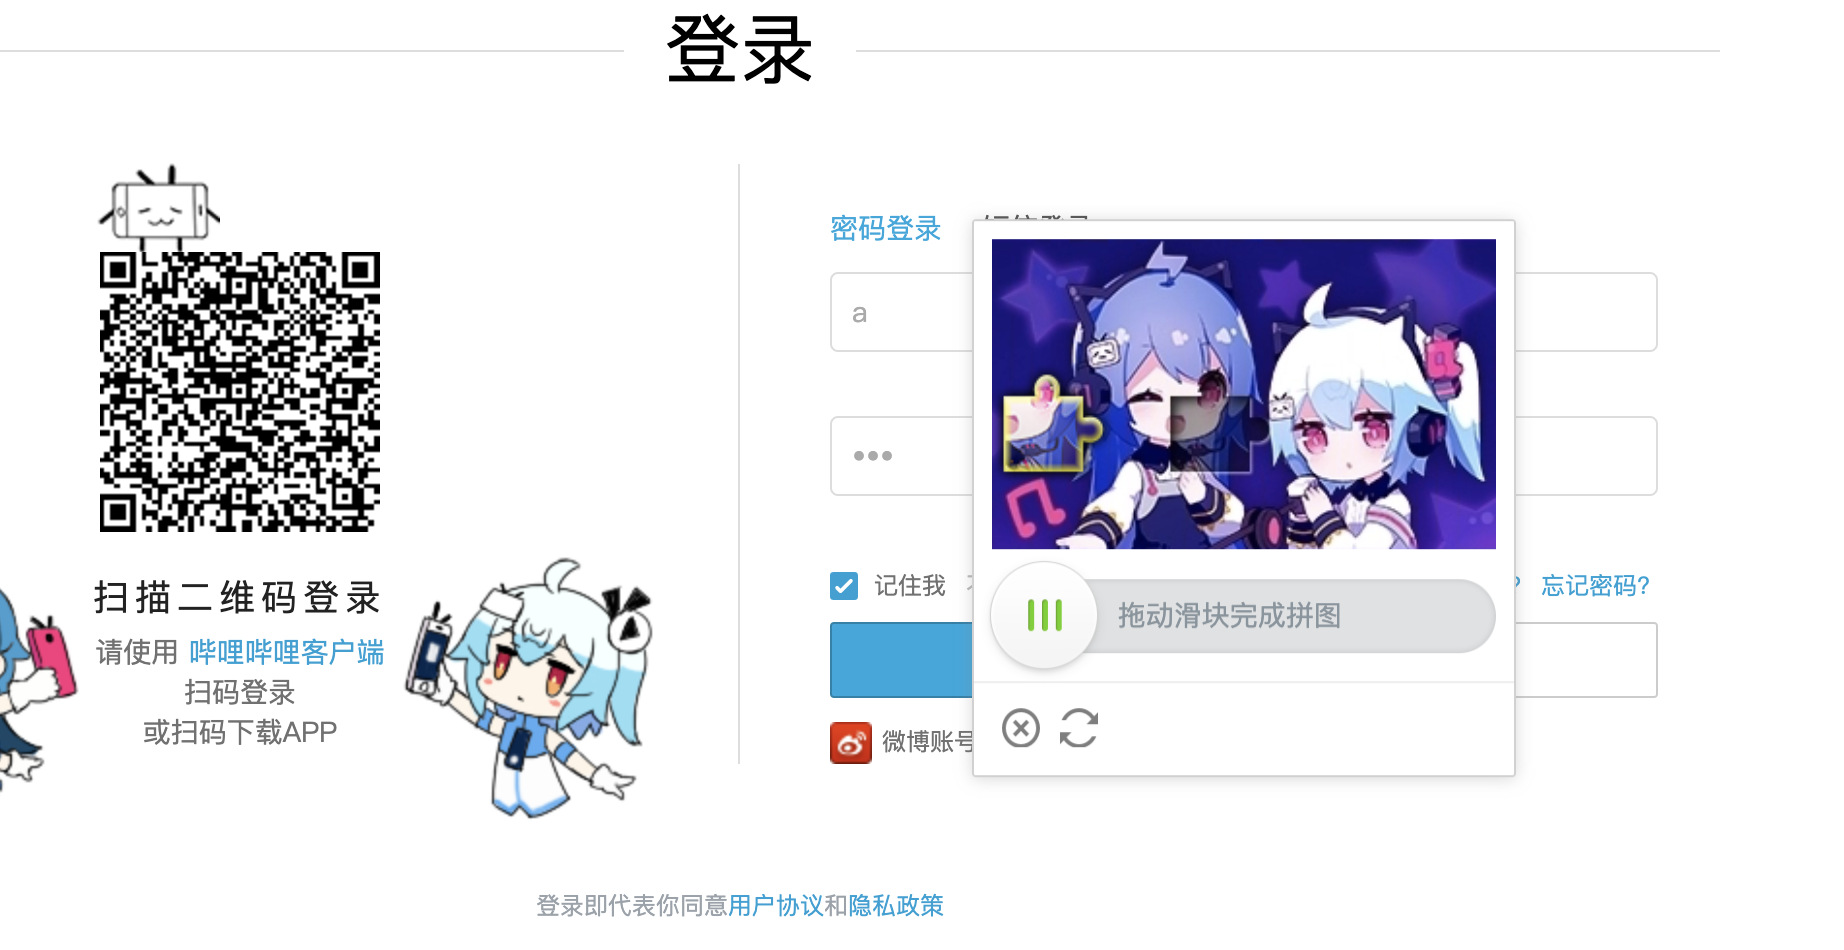 登录
密码登录
a
记住我
忘记密码?
拖动滑块完成拼图
扫描二维码登录
请使用 哔哩哔哩客户端
扫码登录
或扫码下载APP
微博账号
登录即代表你同意用户协议和隐私政策